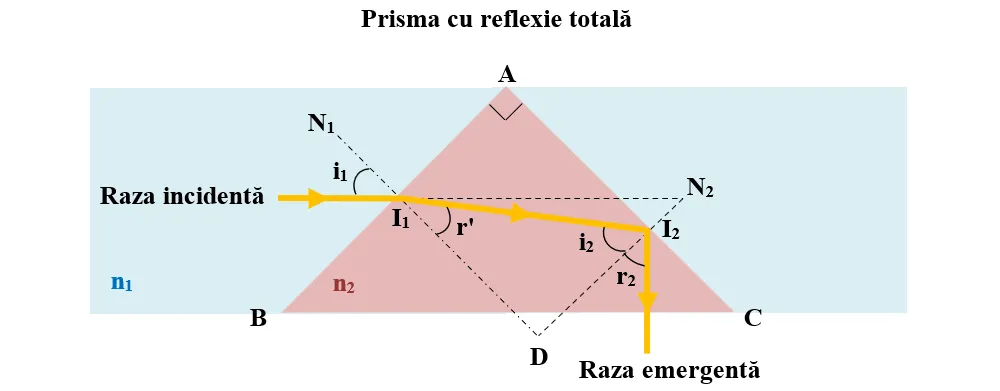 Prisma cu reflexie totală
A
N₁
i₁
Raza incidentă
N₂
I₁
r'
i₂
I₂
r₂
n₁
n₂
B
C
D
Raza emergentă